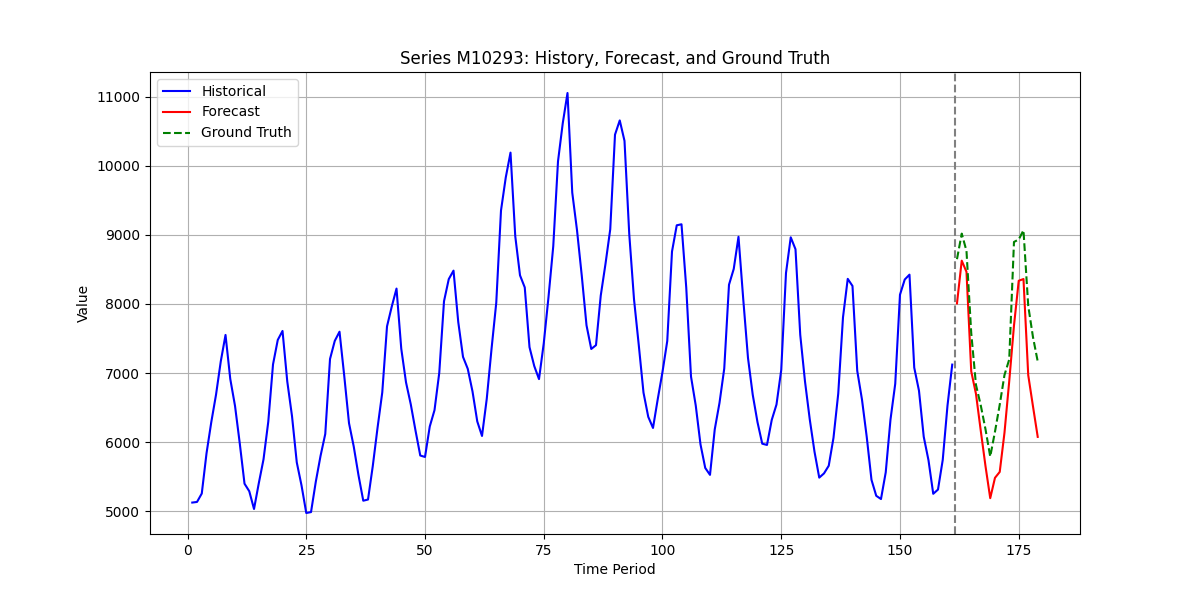 Series M10293: History, Forecast, and Ground Truth
Historical
Forecast
Ground Truth
11000
10000
9000
8000
7000
6000
5000
Value
0 25 50 75 100 125 150 175
Time Period